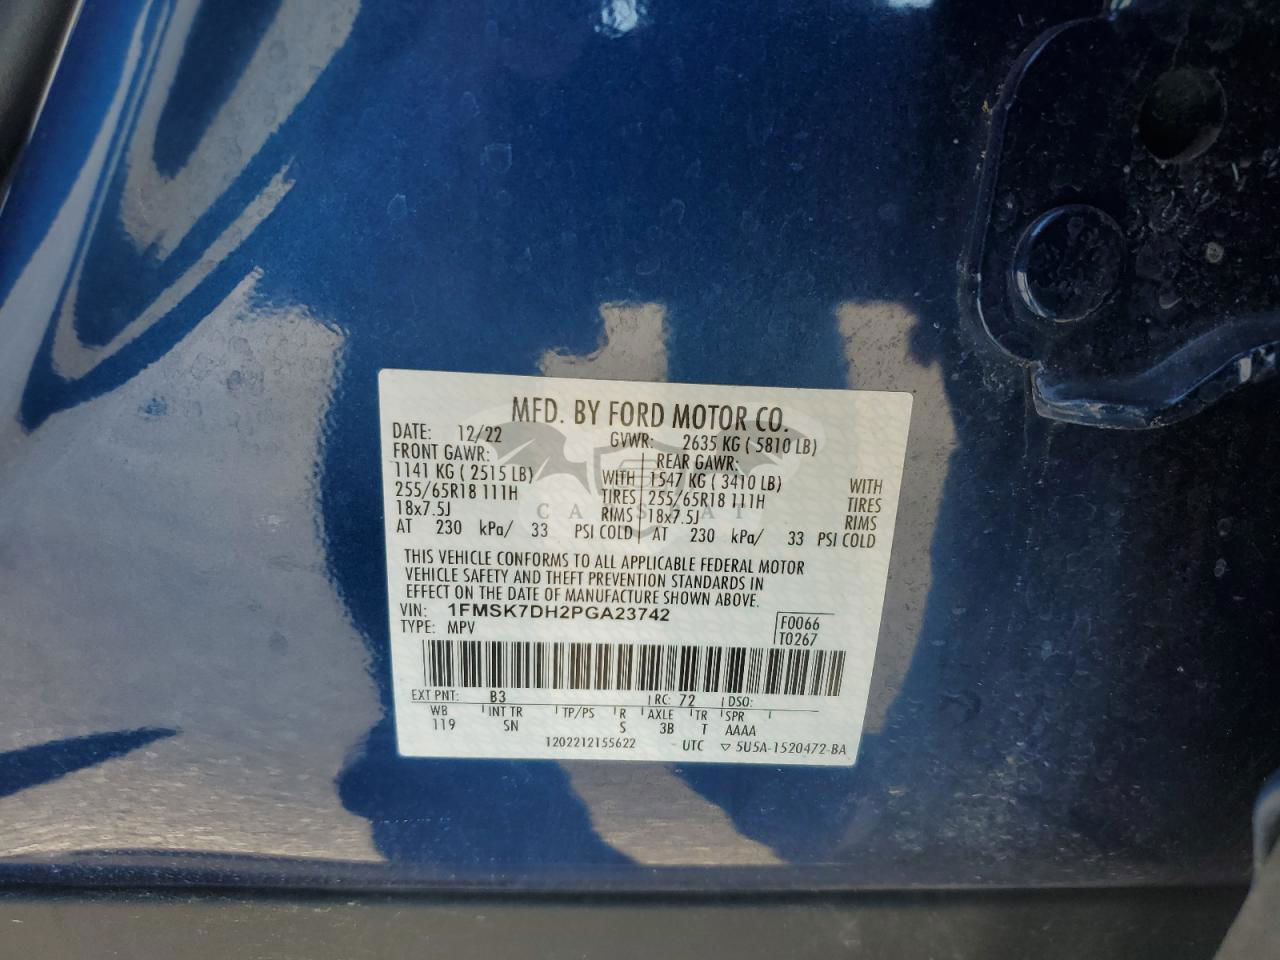 MFD. BY FORD MOTOR CO.
DATE: 12/22 GVWR: 2635 KG ( 5810 LB)
FRONT GAWR: REAR GAWR:
1141 KG ( 2515 LB) WITH 1547 KG ( 3410 LB) WITH
255/65R18 111H TIRES 255/65R18 111H TIRES
18x7.5J RIMS 18x7.5J RIMS
AT 230 kPa/ 33 PSI COLD AT 230 kPa/ 33 PSI COLD
THIS VEHICLE CONFORMS TO ALL APPLICABLE FEDERAL MOTOR
VEHICLE SAFETY AND THEFT PREVENTION STANDARDS IN
EFFECT ON THE DATE OF MANUFACTURE SHOWN ABOVE.
VIN: 1FMSK7DH2PGA23742 F0066
TYPE: MPV T0267
EXT PNT: B3 RC: 72 DSO:
WB INT TR TP/PS R AXLE TR SPR
119 SN S 3B T AAAA
1202212155622 - UTC ▽ 5U5A-1520472-BA